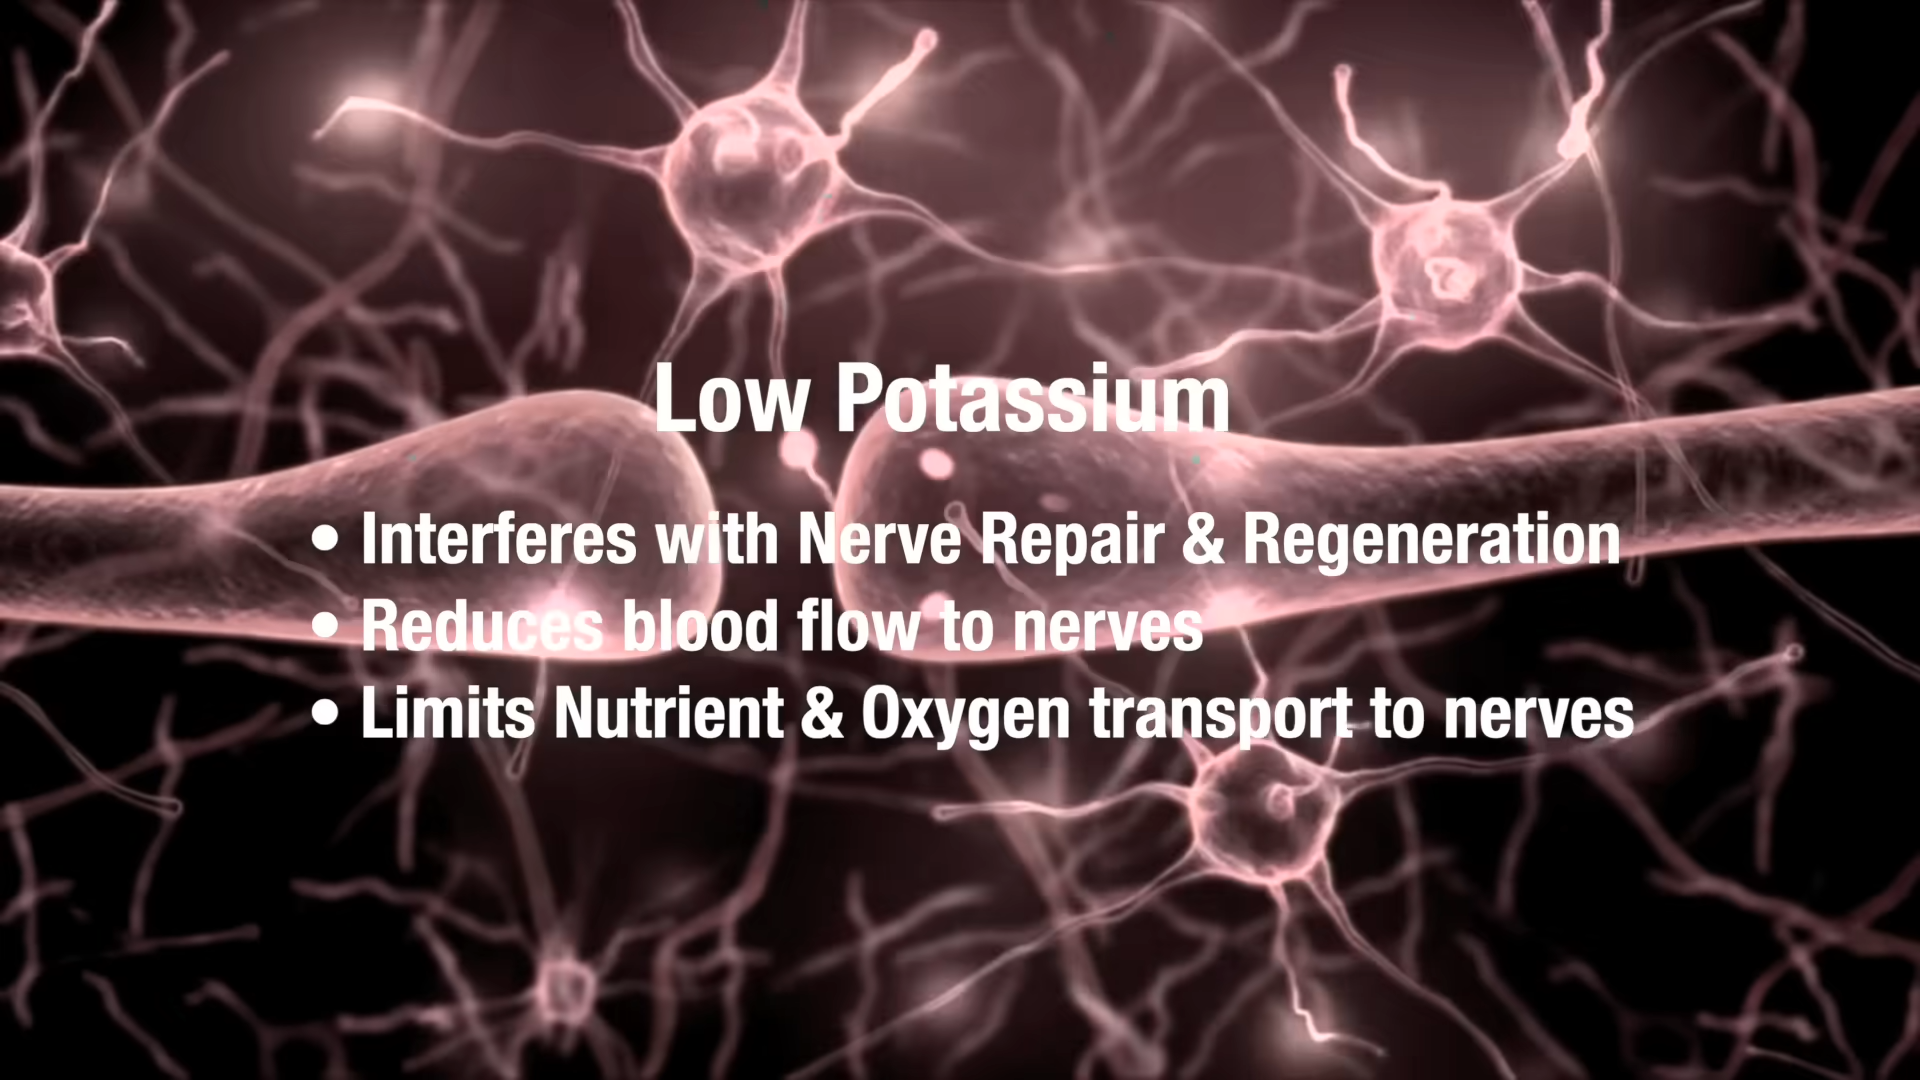 Low Potassium
• Interferes with Nerve Repair & Regeneration
• Reduces blood flow to nerves
• Limits Nutrient & Oxygen transport to nerves